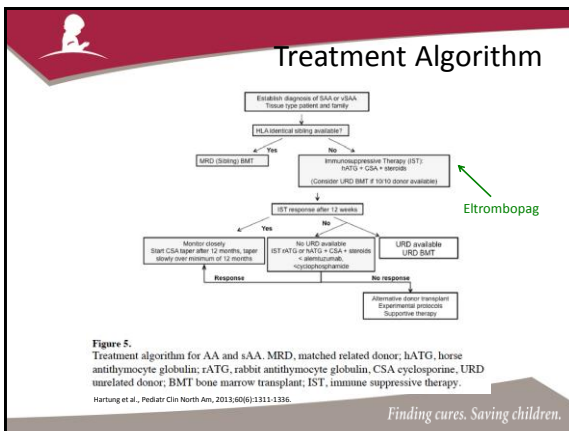 Treatment Algorithm
Establish diagnosis of SAA or vSAA
Tissue type patient and family
HLA identical sibling available?
Yes
No
MRD (Sibling) BMT
Immunosuppressive Therapy (IST):
hATG + CSA + steroids
(Consider URD BMT if 10/10 donor available)
Eltrombopag
IST response after 12 weeks
Yes
No
Monitor closely
Start CSA taper after 12 months, taper
slowly over minimum of 12 months
No URD available
IST rATG or hATG + CSA + steroids
< alemtuzumab,
<cyclophosphamide
URD available
URD BMT
Response
No response
Alternative donor transplant
Experimental protocols
Supportive therapy
Figure 5.
Treatment algorithm for AA and sAA. MRD, matched related donor; hATG, horse
antithymocyte globulin; rATG, rabbit antithymocyte globulin, CSA cyclosporine, URD
unrelated donor; BMT bone marrow transplant; IST, immune suppressive therapy.
Hartung et al., Pediatr Clin North Am, 2013;60(6):1311-1336.
Finding cures. Saving children.